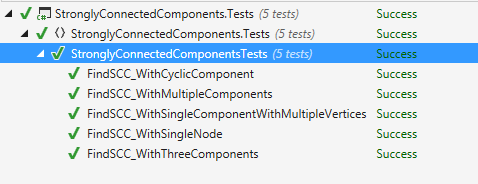 StronglyConnectedComponents.Tests (5 tests) Success
StronglyConnectedComponents.Tests (5 tests) Success
StronglyConnectedComponentsTests (5 tests) Success
FindSCC_WithCyclicComponent Success
FindSCC_WithMultipleComponents Success
FindSCC_WithSingleComponentWithMultipleVertices Success
FindSCC_WithSingleNode Success
FindSCC_WithThreeComponents Success